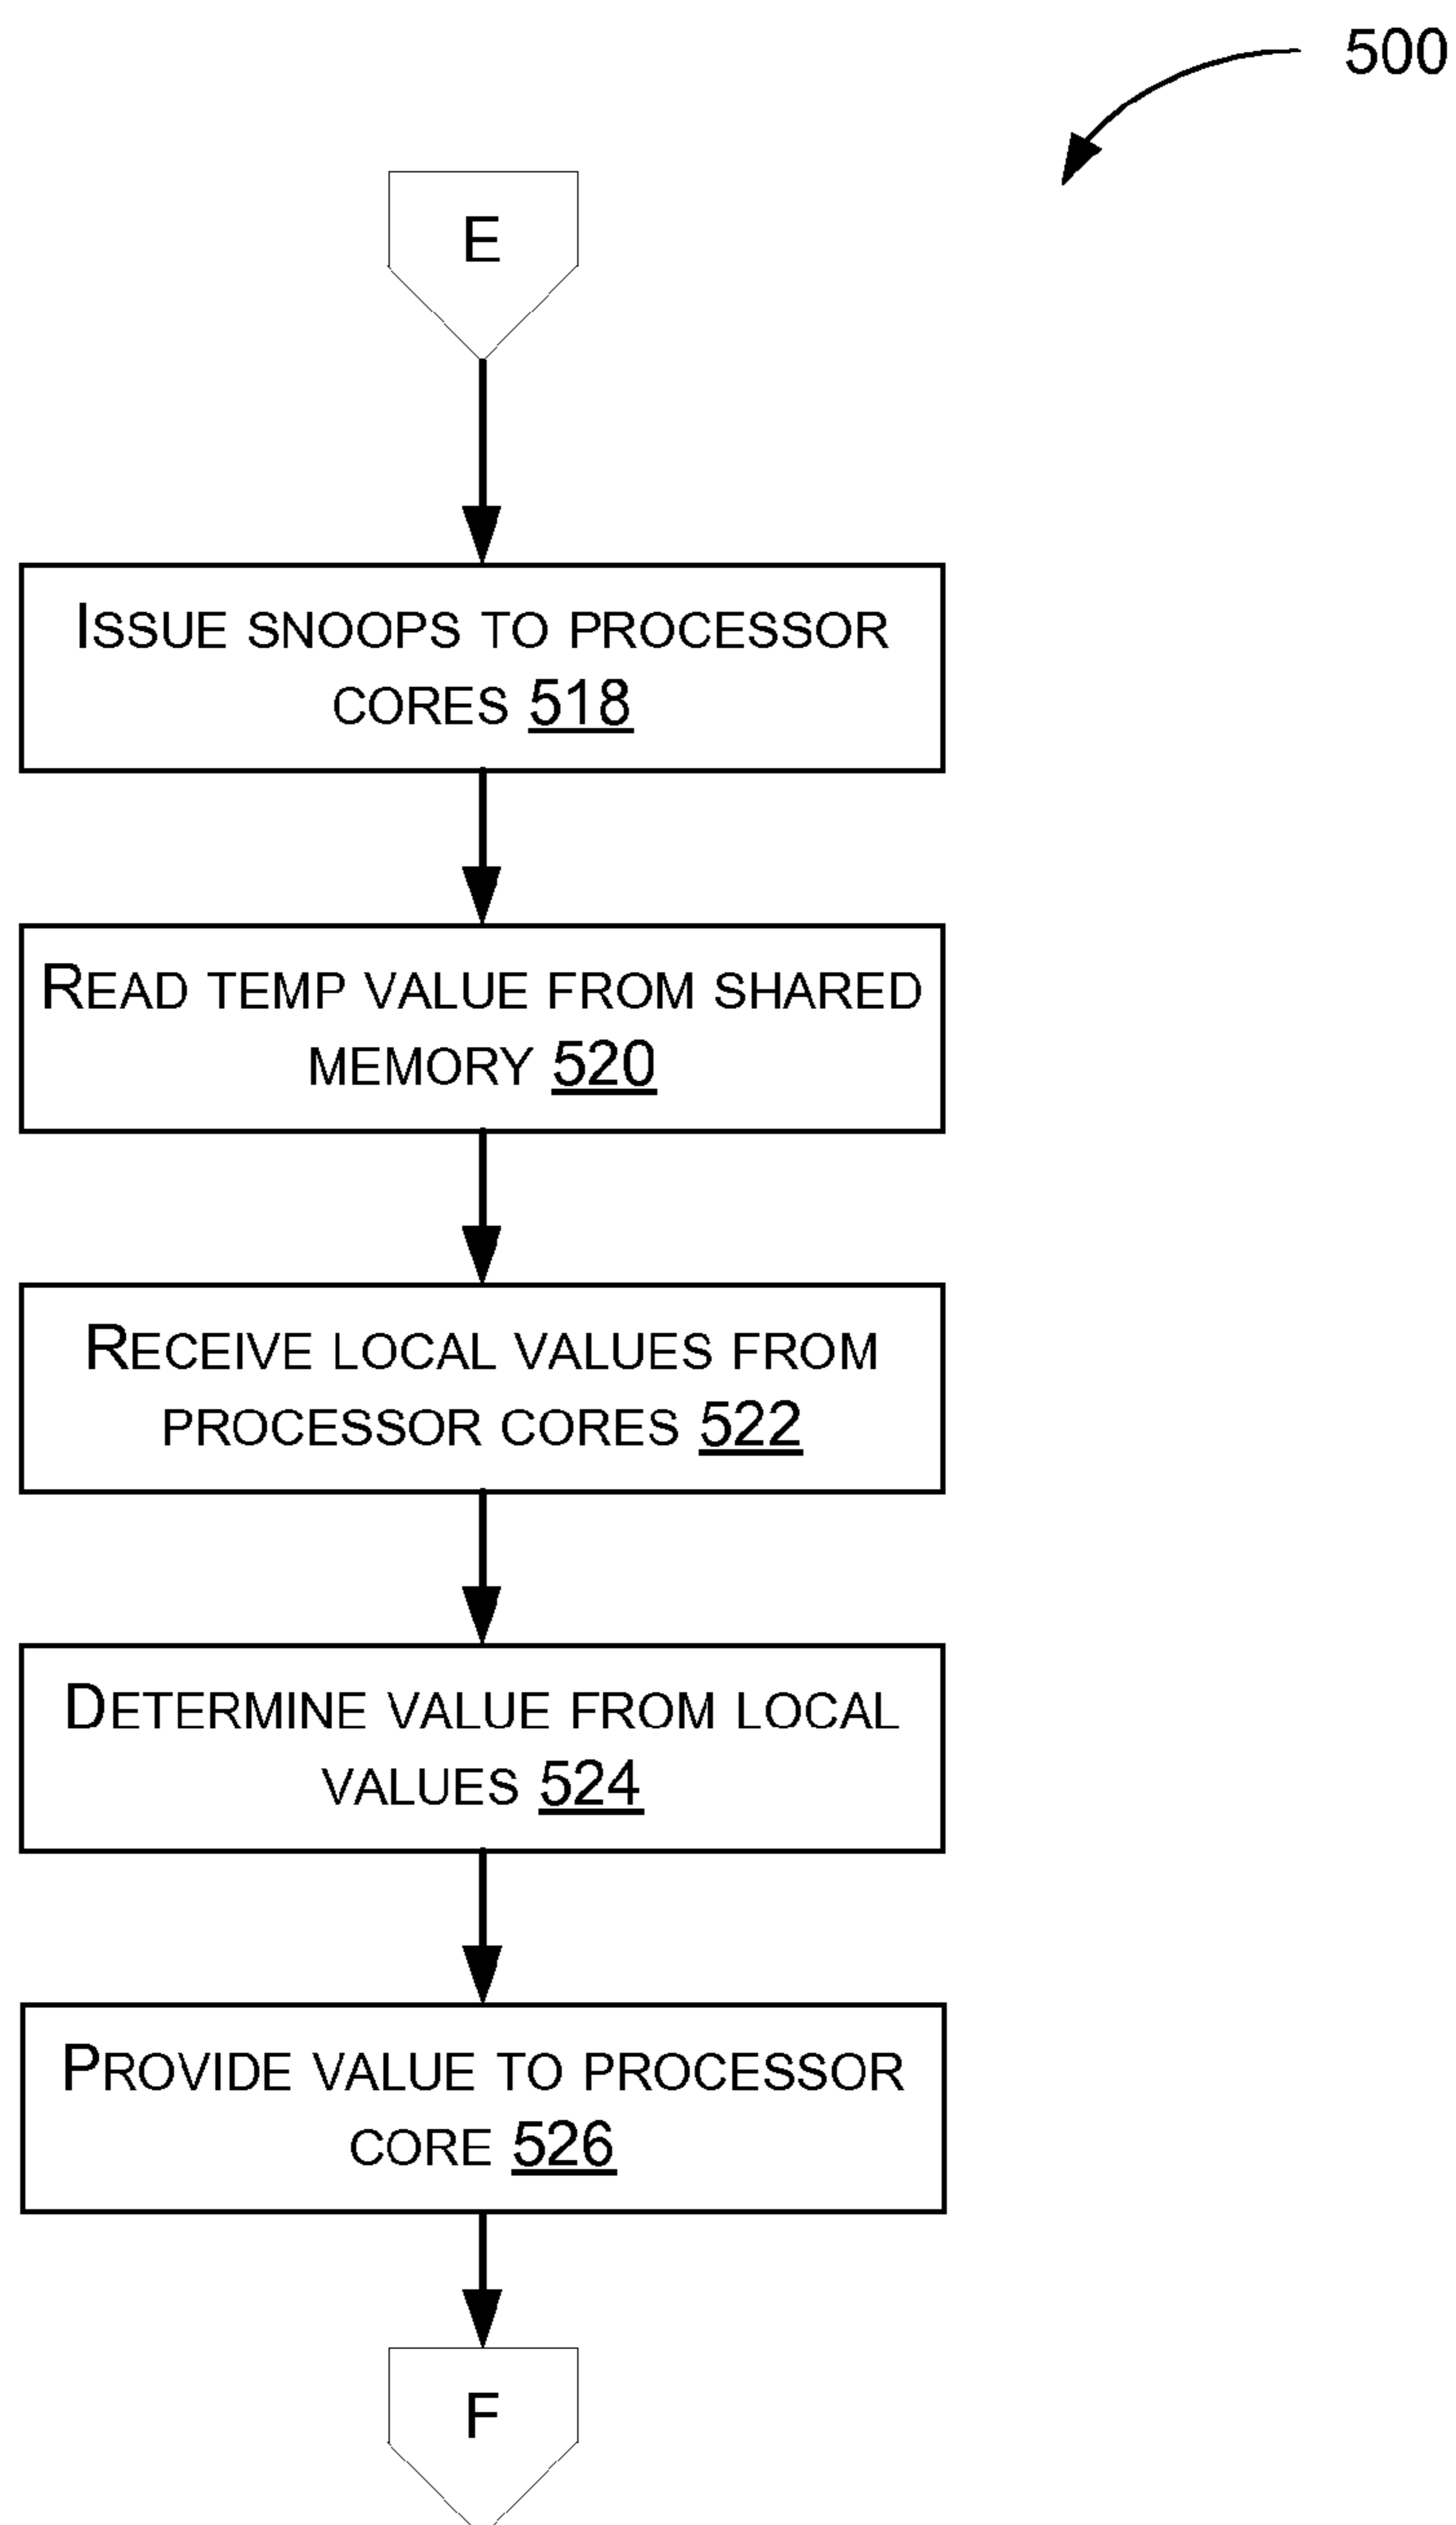 500
E
ISSUE SNOOPS TO PROCESSOR
CORES 518
READ TEMP VALUE FROM SHARED
MEMORY 520
RECEIVE LOCAL VALUES FROM
PROCESSOR CORES 522
DETERMINE VALUE FROM LOCAL
VALUES 524
PROVIDE VALUE TO PROCESSOR
CORE 526
F